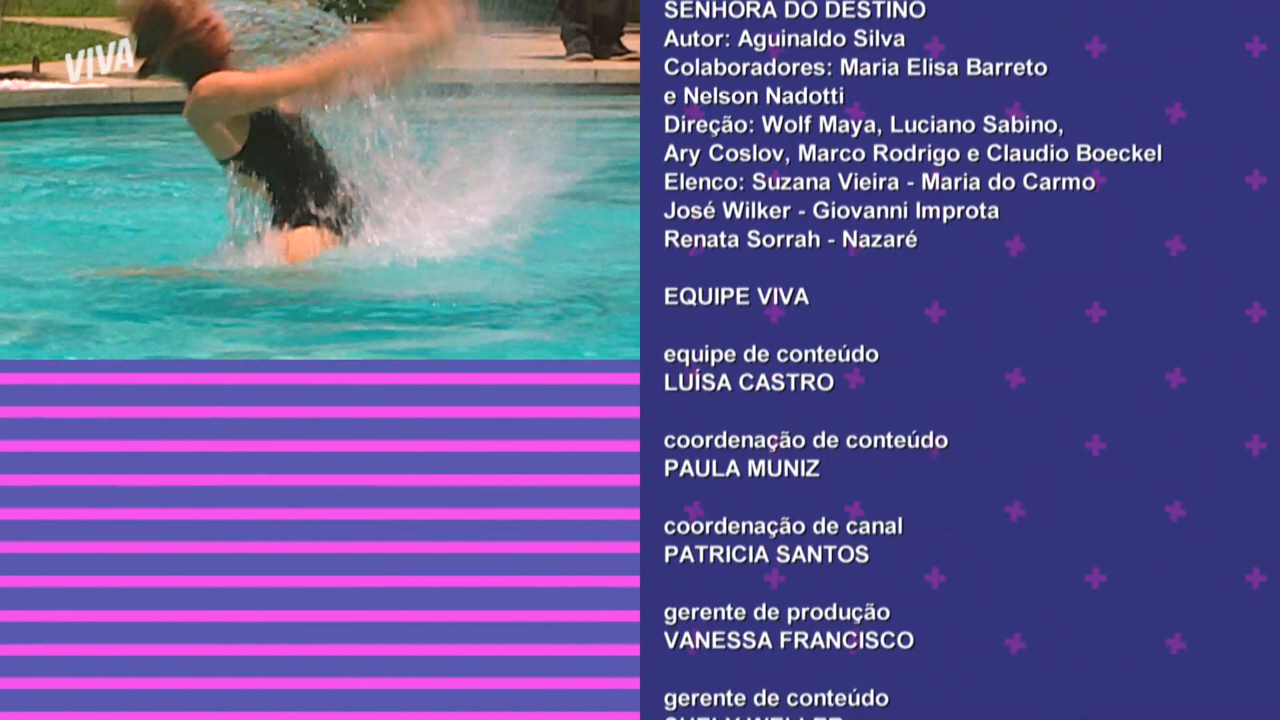 VIVA
SENHORA DO DESTINO
Autor: Aguinaldo Silva
Colaboradores: Maria Elisa Barreto
e Nelson Nadotti
Direção: Wolf Maya, Luciano Sabino,
Ary Coslov, Marco Rodrigo e Claudio Boeckel
Elenco: Suzana Vieira - Maria do Carmo
José Wilker - Giovanni Improta
Renata Sorrah - Nazaré
EQUIPE VIVA
equipe de conteúdo
LUÍSA CASTRO
coordenação de conteúdo
PAULA MUNIZ
coordenação de canal
PATRICIA SANTOS
gerente de produção
VANESSA FRANCISCO
gerente de conteúdo